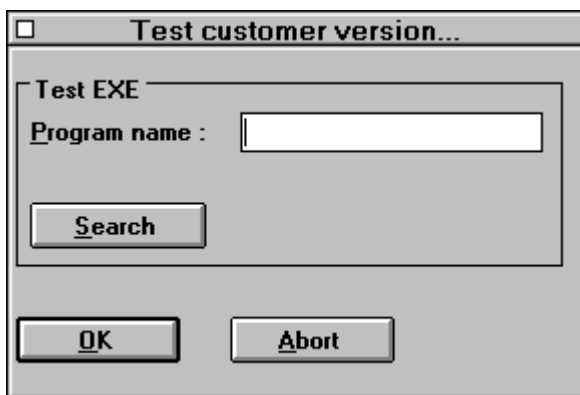 Test customer version...
Test EXE
Program name :
Search
OK Abort